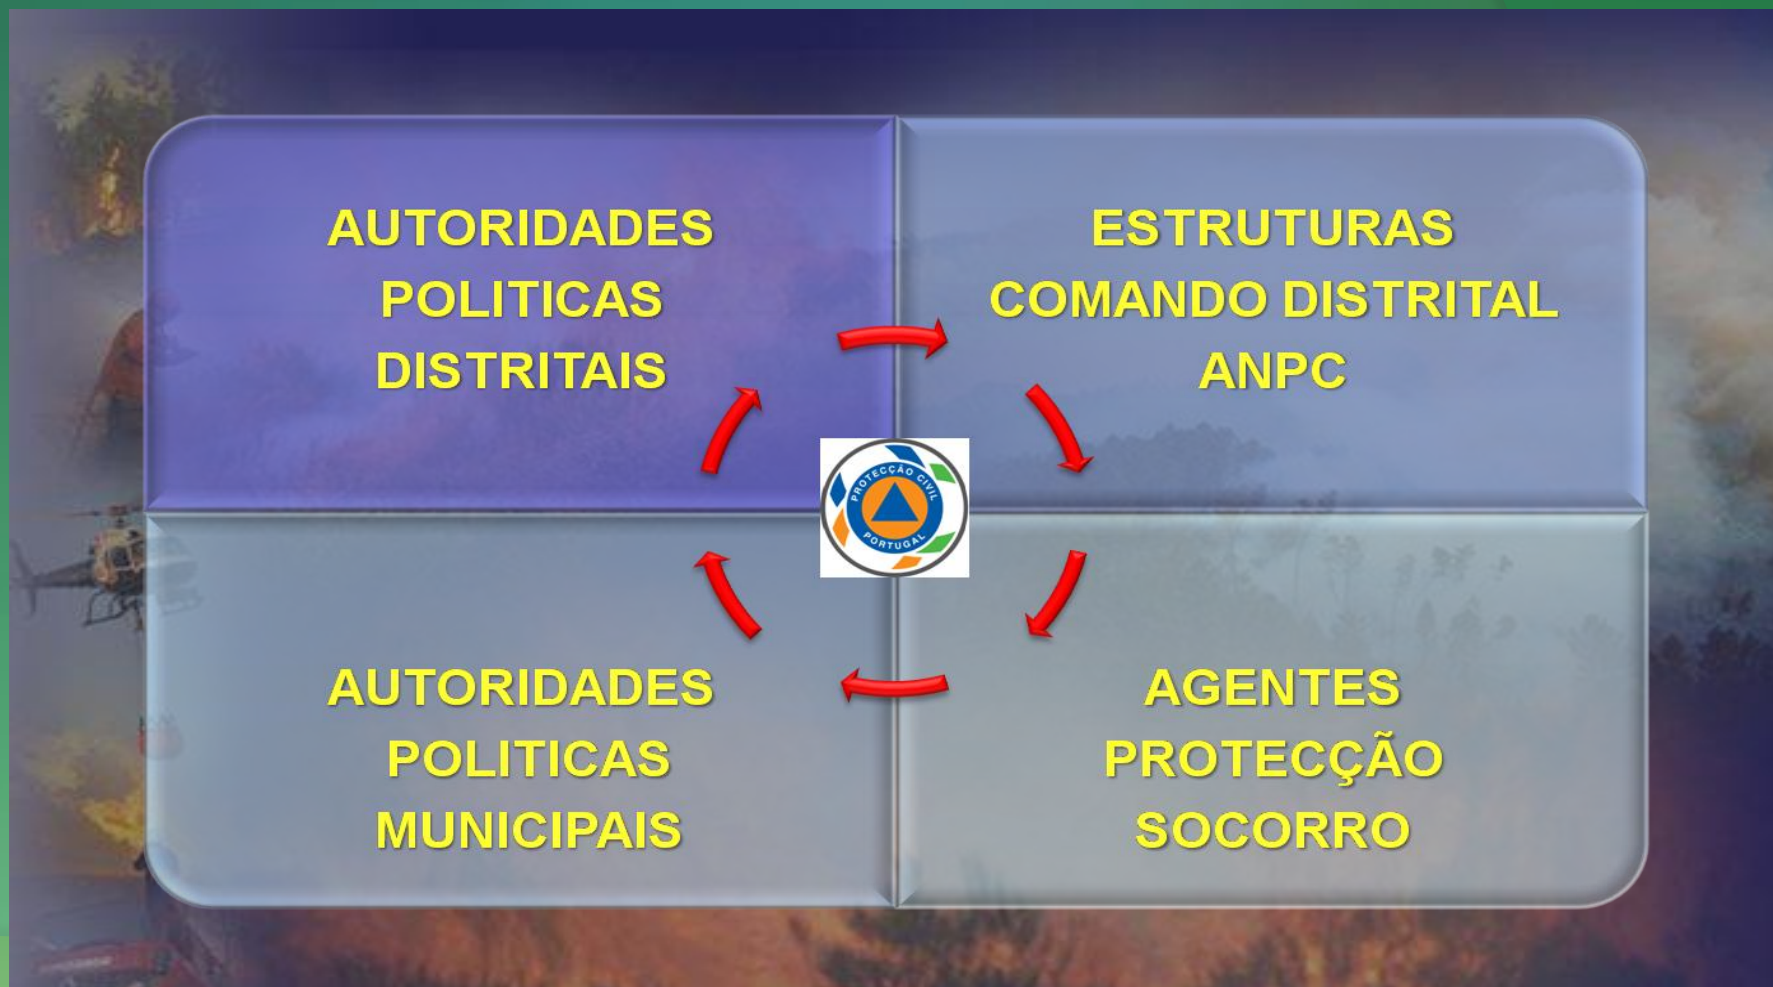 AUTORIDADES
POLITICAS
DISTRITAIS
ESTRUTURAS
COMANDO DISTRITAL
ANPC
PROTECÇÃO CIVIL
PORTUGAL
AUTORIDADES
POLITICAS
MUNICIPAIS
AGENTES
PROTECÇÃO
SOCORRO